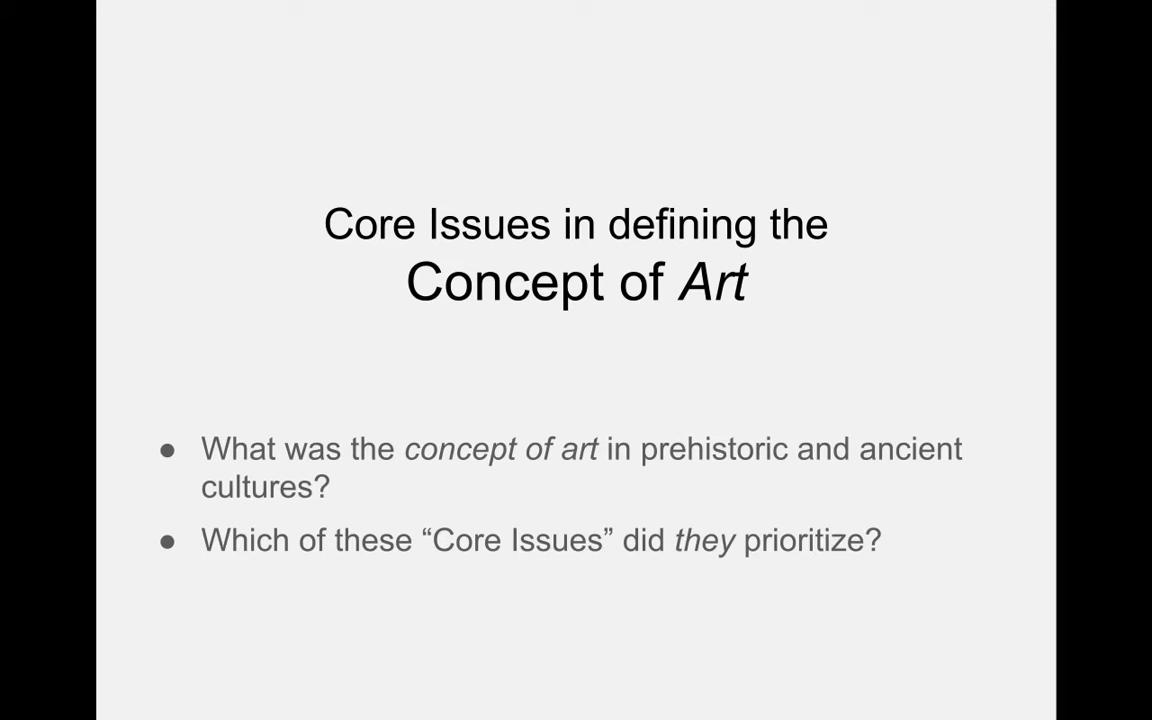 Core Issues in defining the
Concept of Art
● What was the concept of art in prehistoric and ancient
cultures?
● Which of these “Core Issues” did they prioritize?